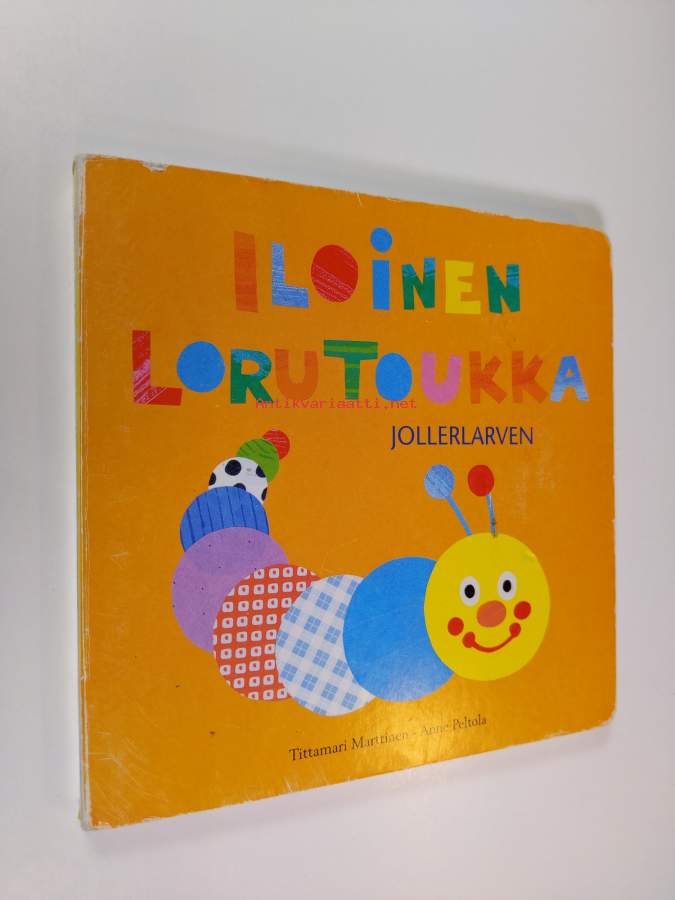 ILOINEN
LORUTOUKKA
Antikvariaatti.net
JOLLERLARVEN
Tittamari Marttinen - Anne Peltola